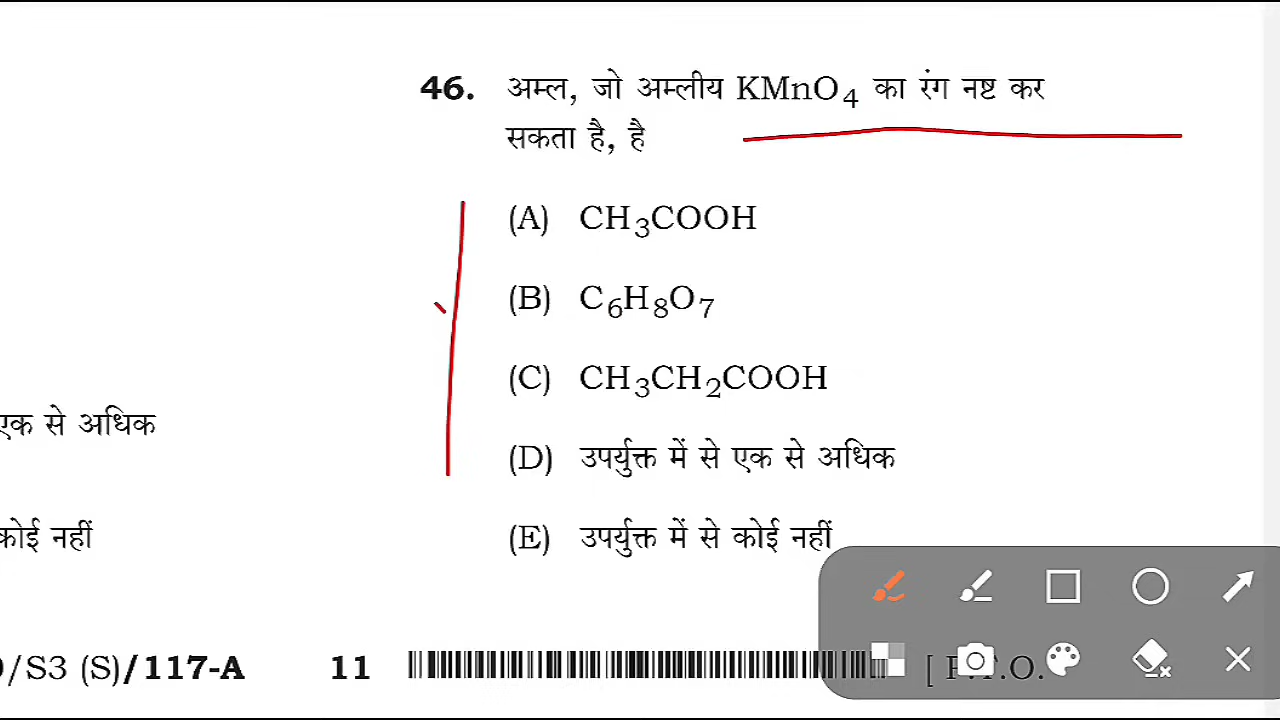 46. अम्ल, जो अम्लीय KMnO₄ का रंग नष्ट कर
सकता है, है
(A) CH₃COOH
(B) C₆H₈O₇
(C) CH₃CH₂COOH
(D) उपर्युक्त में से एक से अधिक
(E) उपर्युक्त में से कोई नहीं
एक से अधिक
कोई नहीं
/S3 (S)/117-A
11
[ P.T.O.